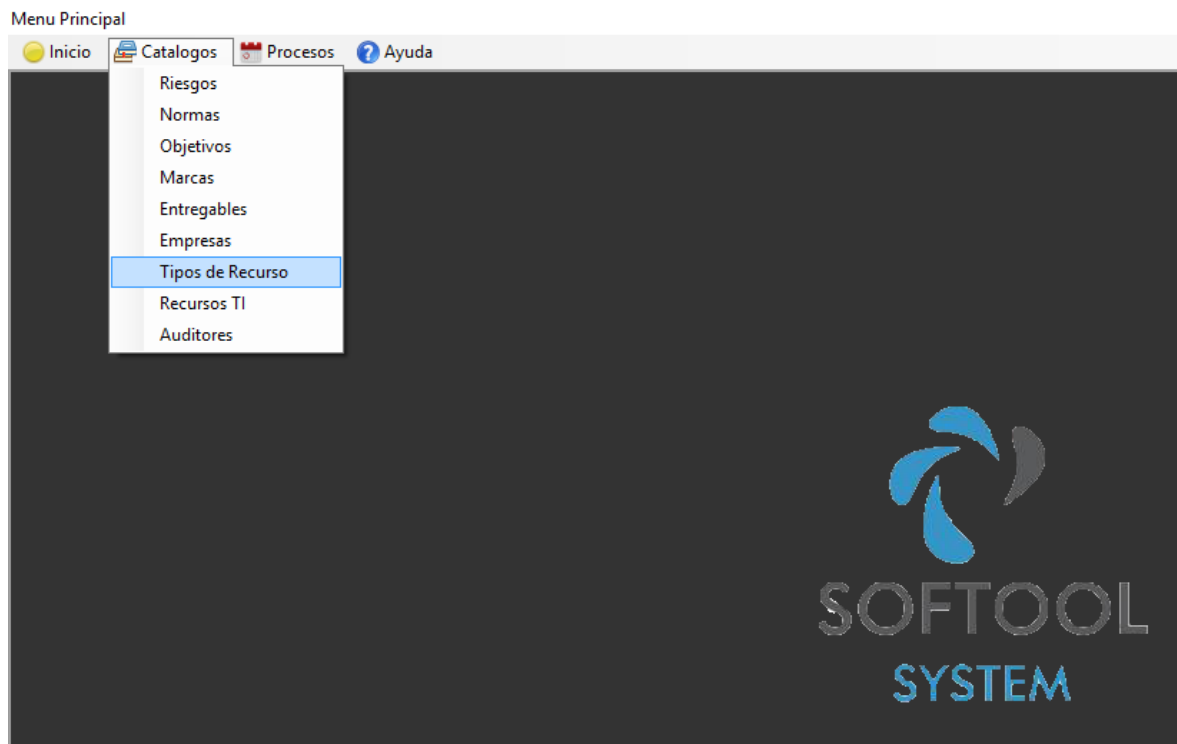 Menu Principal
Inicio Catalogos Procesos Ayuda
Riesgos
Normas
Objetivos
Marcas
Entregables
Empresas
Tipos de Recurso
Recursos TI
Auditores
SOFTOOL
SYSTEM